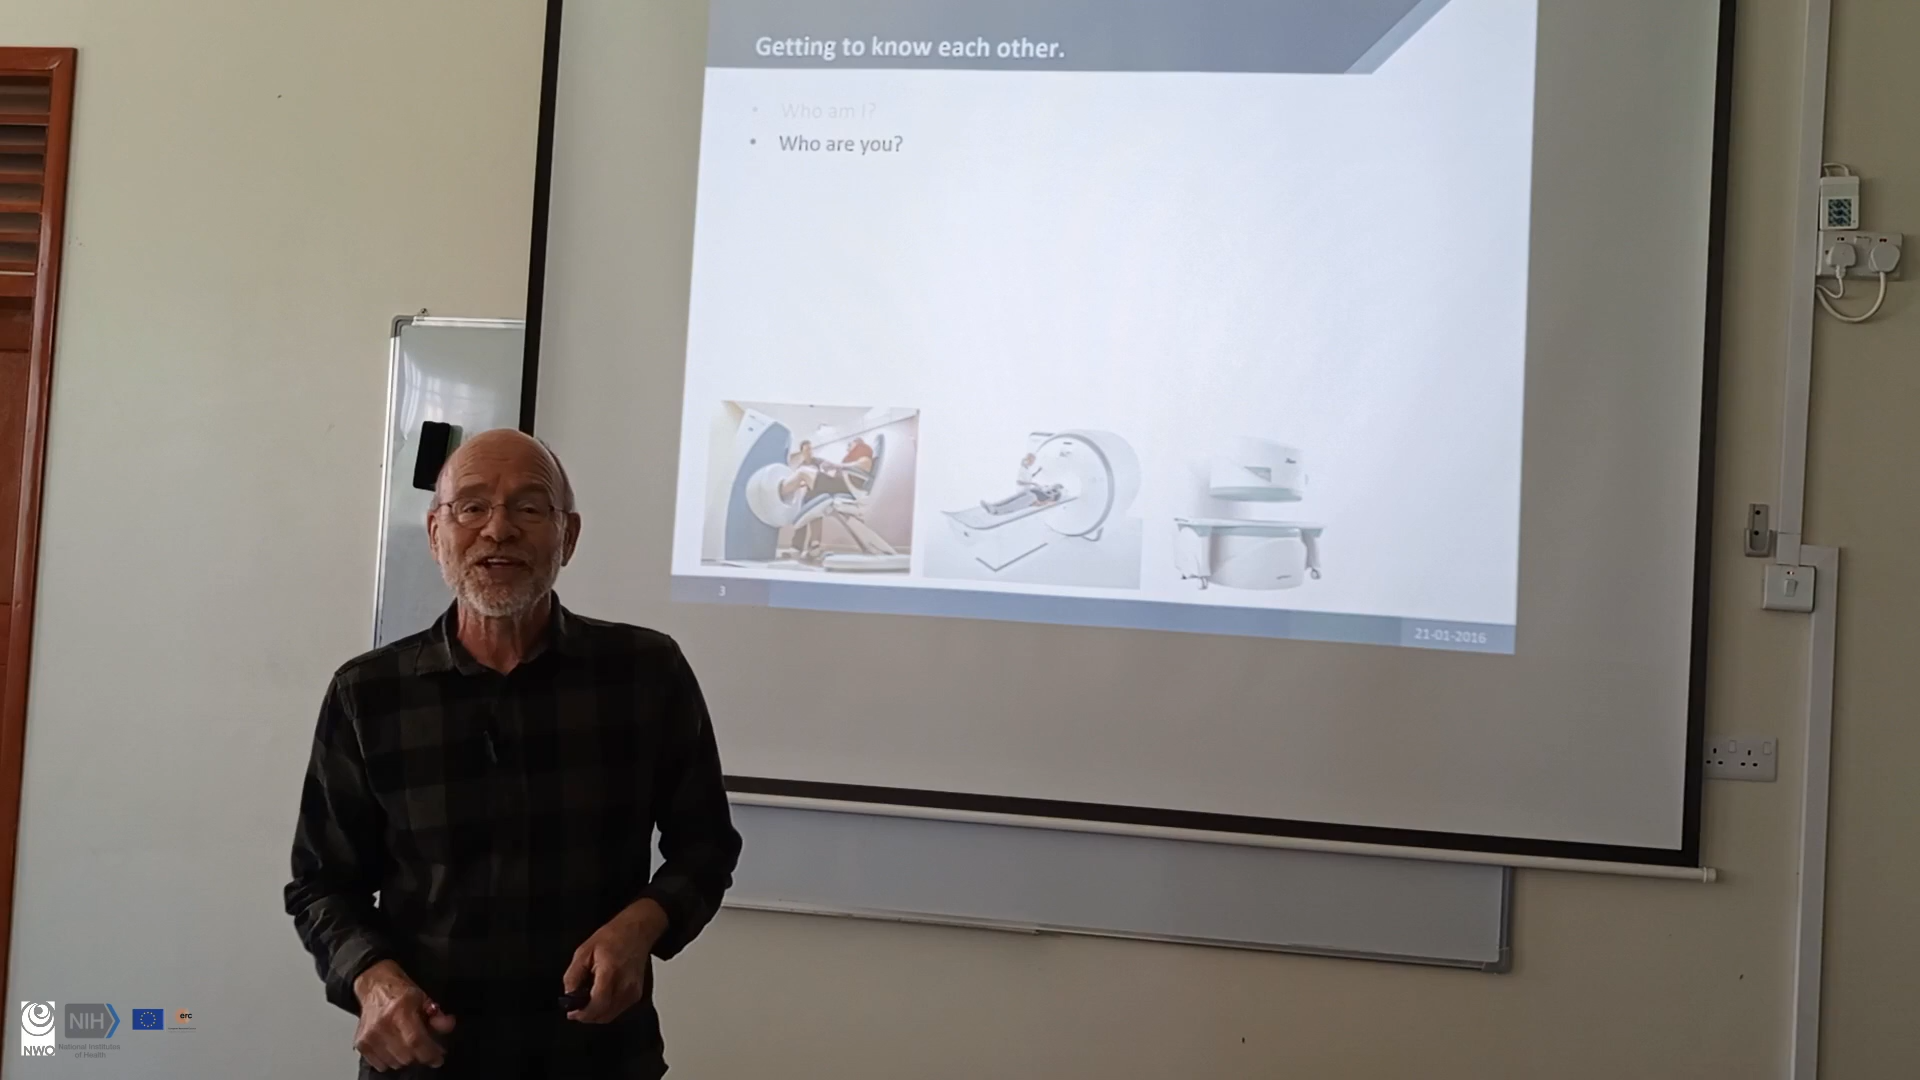 Getting to know each other.
• Who am I?
• Who are you?
3
21-01-2016
NWO
NIH
National Institutes
of Health
erc